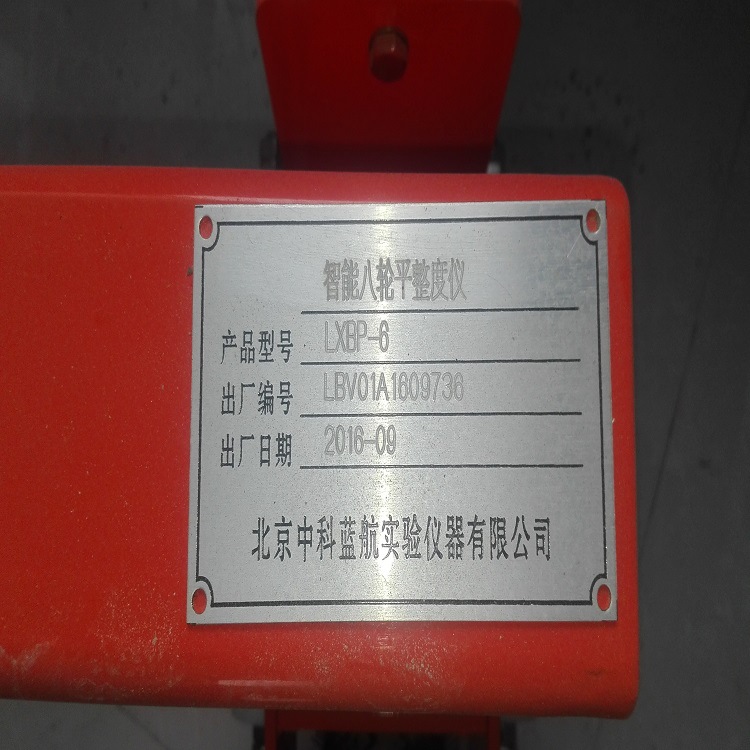 智能八轮平整度仪
产品型号 LXBP-6
出厂编号 LBV01A1609736
出厂日期 2016-09
北京中科蓝航实验仪器有限公司